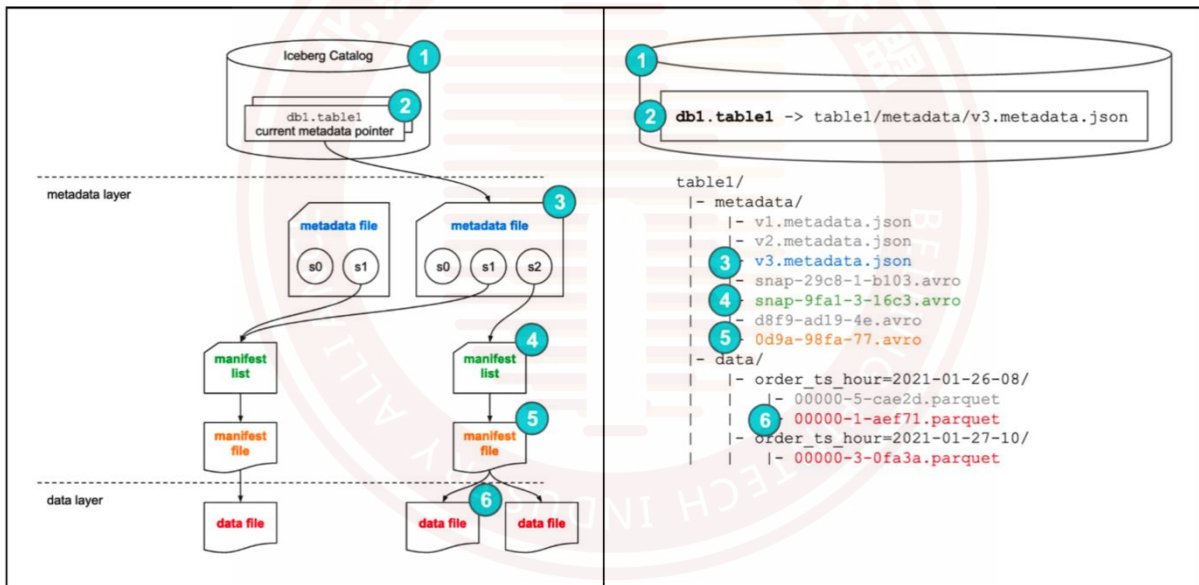 Iceberg Catalog
1
2
db1.table1
current metadata pointer
metadata layer
3
metadata file
metadata file
s0
s1
s0
s1
s2
4
manifest
list
manifest
list
5
manifest
file
manifest
file
data layer
6
data file
data file
data file
1
2
db1.table1 -> table1/metadata/v3.metadata.json
table1/
|- metadata/
| |- v1.metadata.json
| |- v2.metadata.json
3 v3.metadata.json
| |- snap-29c8-1-b103.avro
4 snap-9fa1-3-16c3.avro
| |- d8f9-ad19-4e.avro
5 0d9a-98fa-77.avro
|- data/
| |- order_ts_hour=2021-01-26-08/
| | |- 00000-5-cae2d.parquet
6 00000-1-aef71.parquet
| |- order_ts_hour=2021-01-27-10/
| | |- 00000-3-0fa3a.parquet